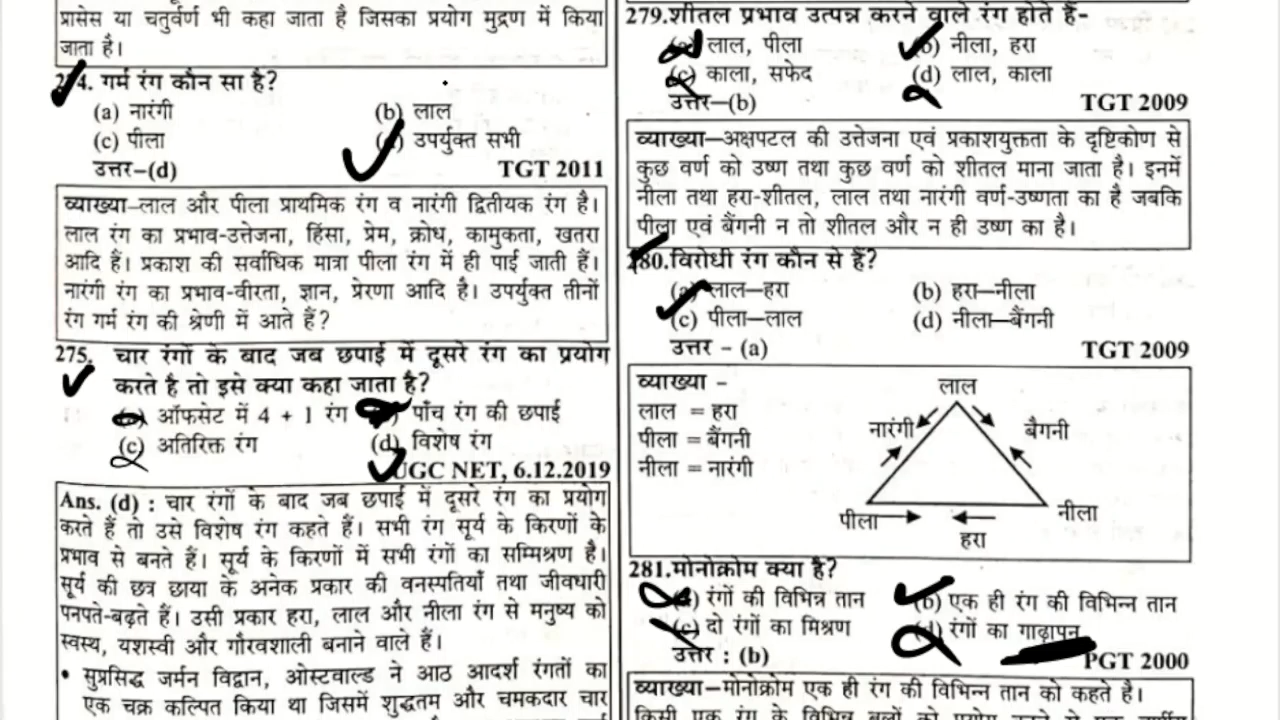 प्रासेस या चतुर्वर्ण भी कहा जाता है जिसका प्रयोग मुद्रण में किया
जाता है।
274. गर्म रंग कौन सा है?
(a) नारंगी (b) लाल
(c) पीला (d) उपर्युक्त सभी
उत्तर–(d) TGT 2011
व्याख्या–लाल और पीला प्राथमिक रंग व नारंगी द्वितीयक रंग है।
लाल रंग का प्रभाव-उत्तेजना, हिंसा, प्रेम, क्रोध, कामुकता, खतरा
आदि हैं। प्रकाश की सर्वाधिक मात्रा पीला रंग में ही पाई जाती हैं।
नारंगी रंग का प्रभाव-वीरता, ज्ञान, प्रेरणा आदि है। उपर्युक्त तीनों
रंग गर्म रंग की श्रेणी में आते हैं?
275. चार रंगों के बाद जब छपाई में दूसरे रंग का प्रयोग
करते है तो इसे क्या कहा जाता है?
(a) ऑफसेट में 4 + 1 रंग (b) पाँच रंग की छपाई
(c) अतिरिक्त रंग (d) विशेष रंग
UGC NET, 6.12.2019
Ans. (d) : चार रंगों के बाद जब छपाई में दूसरे रंग का प्रयोग
करते हैं तो उसे विशेष रंग कहते हैं। सभी रंग सूर्य के किरणों के
प्रभाव से बनते हैं। सूर्य के किरणों में सभी रंगों का सम्मिश्रण है।
सूर्य की छत्र छाया के अनेक प्रकार की वनस्पतियाँ तथा जीवधारी
पनपते-बढ़ते हैं। उसी प्रकार हरा, लाल और नीला रंग से मनुष्य को
स्वस्थ, यशस्वी और गौरवशाली बनाने वाले हैं।
• सुप्रसिद्ध जर्मन विद्वान, ओस्टवाल्ड ने आठ आदर्श रंगतों का
एक चक्र कल्पित किया था जिसमें शुद्धतम और चमकदार चार
279.शीतल प्रभाव उत्पन्न करने वाले रंग होते हैं-
(a) लाल, पीला (b) नीला, हरा
(c) काला, सफेद (d) लाल, काला
उत्तर–(b) TGT 2009
व्याख्या–अक्षपटल की उत्तेजना एवं प्रकाशयुक्तता के दृष्टिकोण से
कुछ वर्ण को उष्ण तथा कुछ वर्ण को शीतल माना जाता है। इनमें
नीला तथा हरा-शीतल, लाल तथा नारंगी वर्ण-उष्णता का है जबकि
पीला एवं बैंगनी न तो शीतल और न ही उष्ण का है।
280.विरोधी रंग कौन से हैं?
(a) लाल–हरा (b) हरा–नीला
(c) पीला–लाल (d) नीला–बैंगनी
उत्तर - (a) TGT 2009
व्याख्या -
लाल = हरा
पीला = बैंगनी
नीला = नारंगी
लाल
नारंगी बैगनी
पीला नीला
हरा
281.मोनोक्रोम क्या है?
(a) रंगों की विभिन्न तान (b) एक ही रंग की विभिन्न तान
(c) दो रंगों का मिश्रण (d) रंगों का गाढ़ापन
उत्तर : (b) PGT 2000
व्याख्या–मोनोक्रोम एक ही रंग की विभिन्न तान को कहते है।
किसी एक रंग के विभिन्न बलों को प्रयोग करने से एक